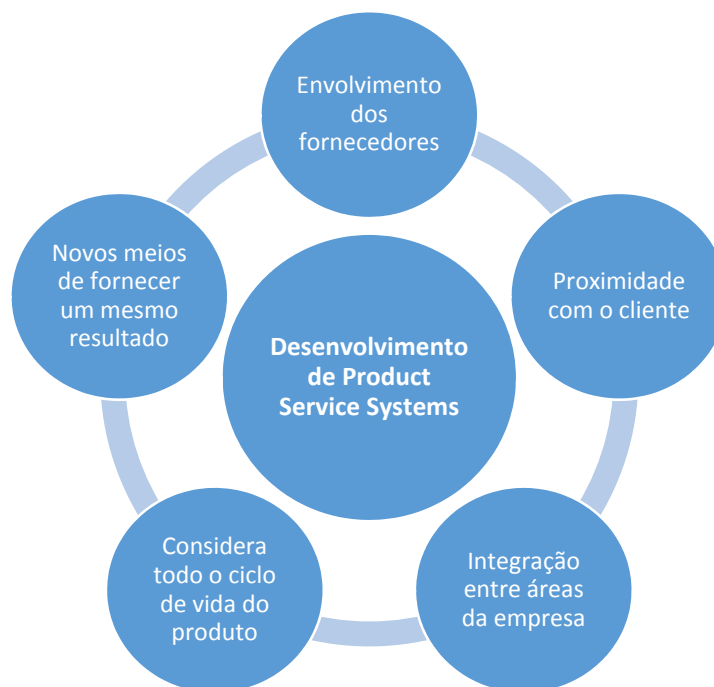 Envolvimento
dos
fornecedores
Proximidade
com o cliente
Integração
entre áreas
da empresa
Considera
todo o ciclo
de vida do
produto
Novos meios
de fornecer
um mesmo
resultado
Desenvolvimento
de Product
Service Systems